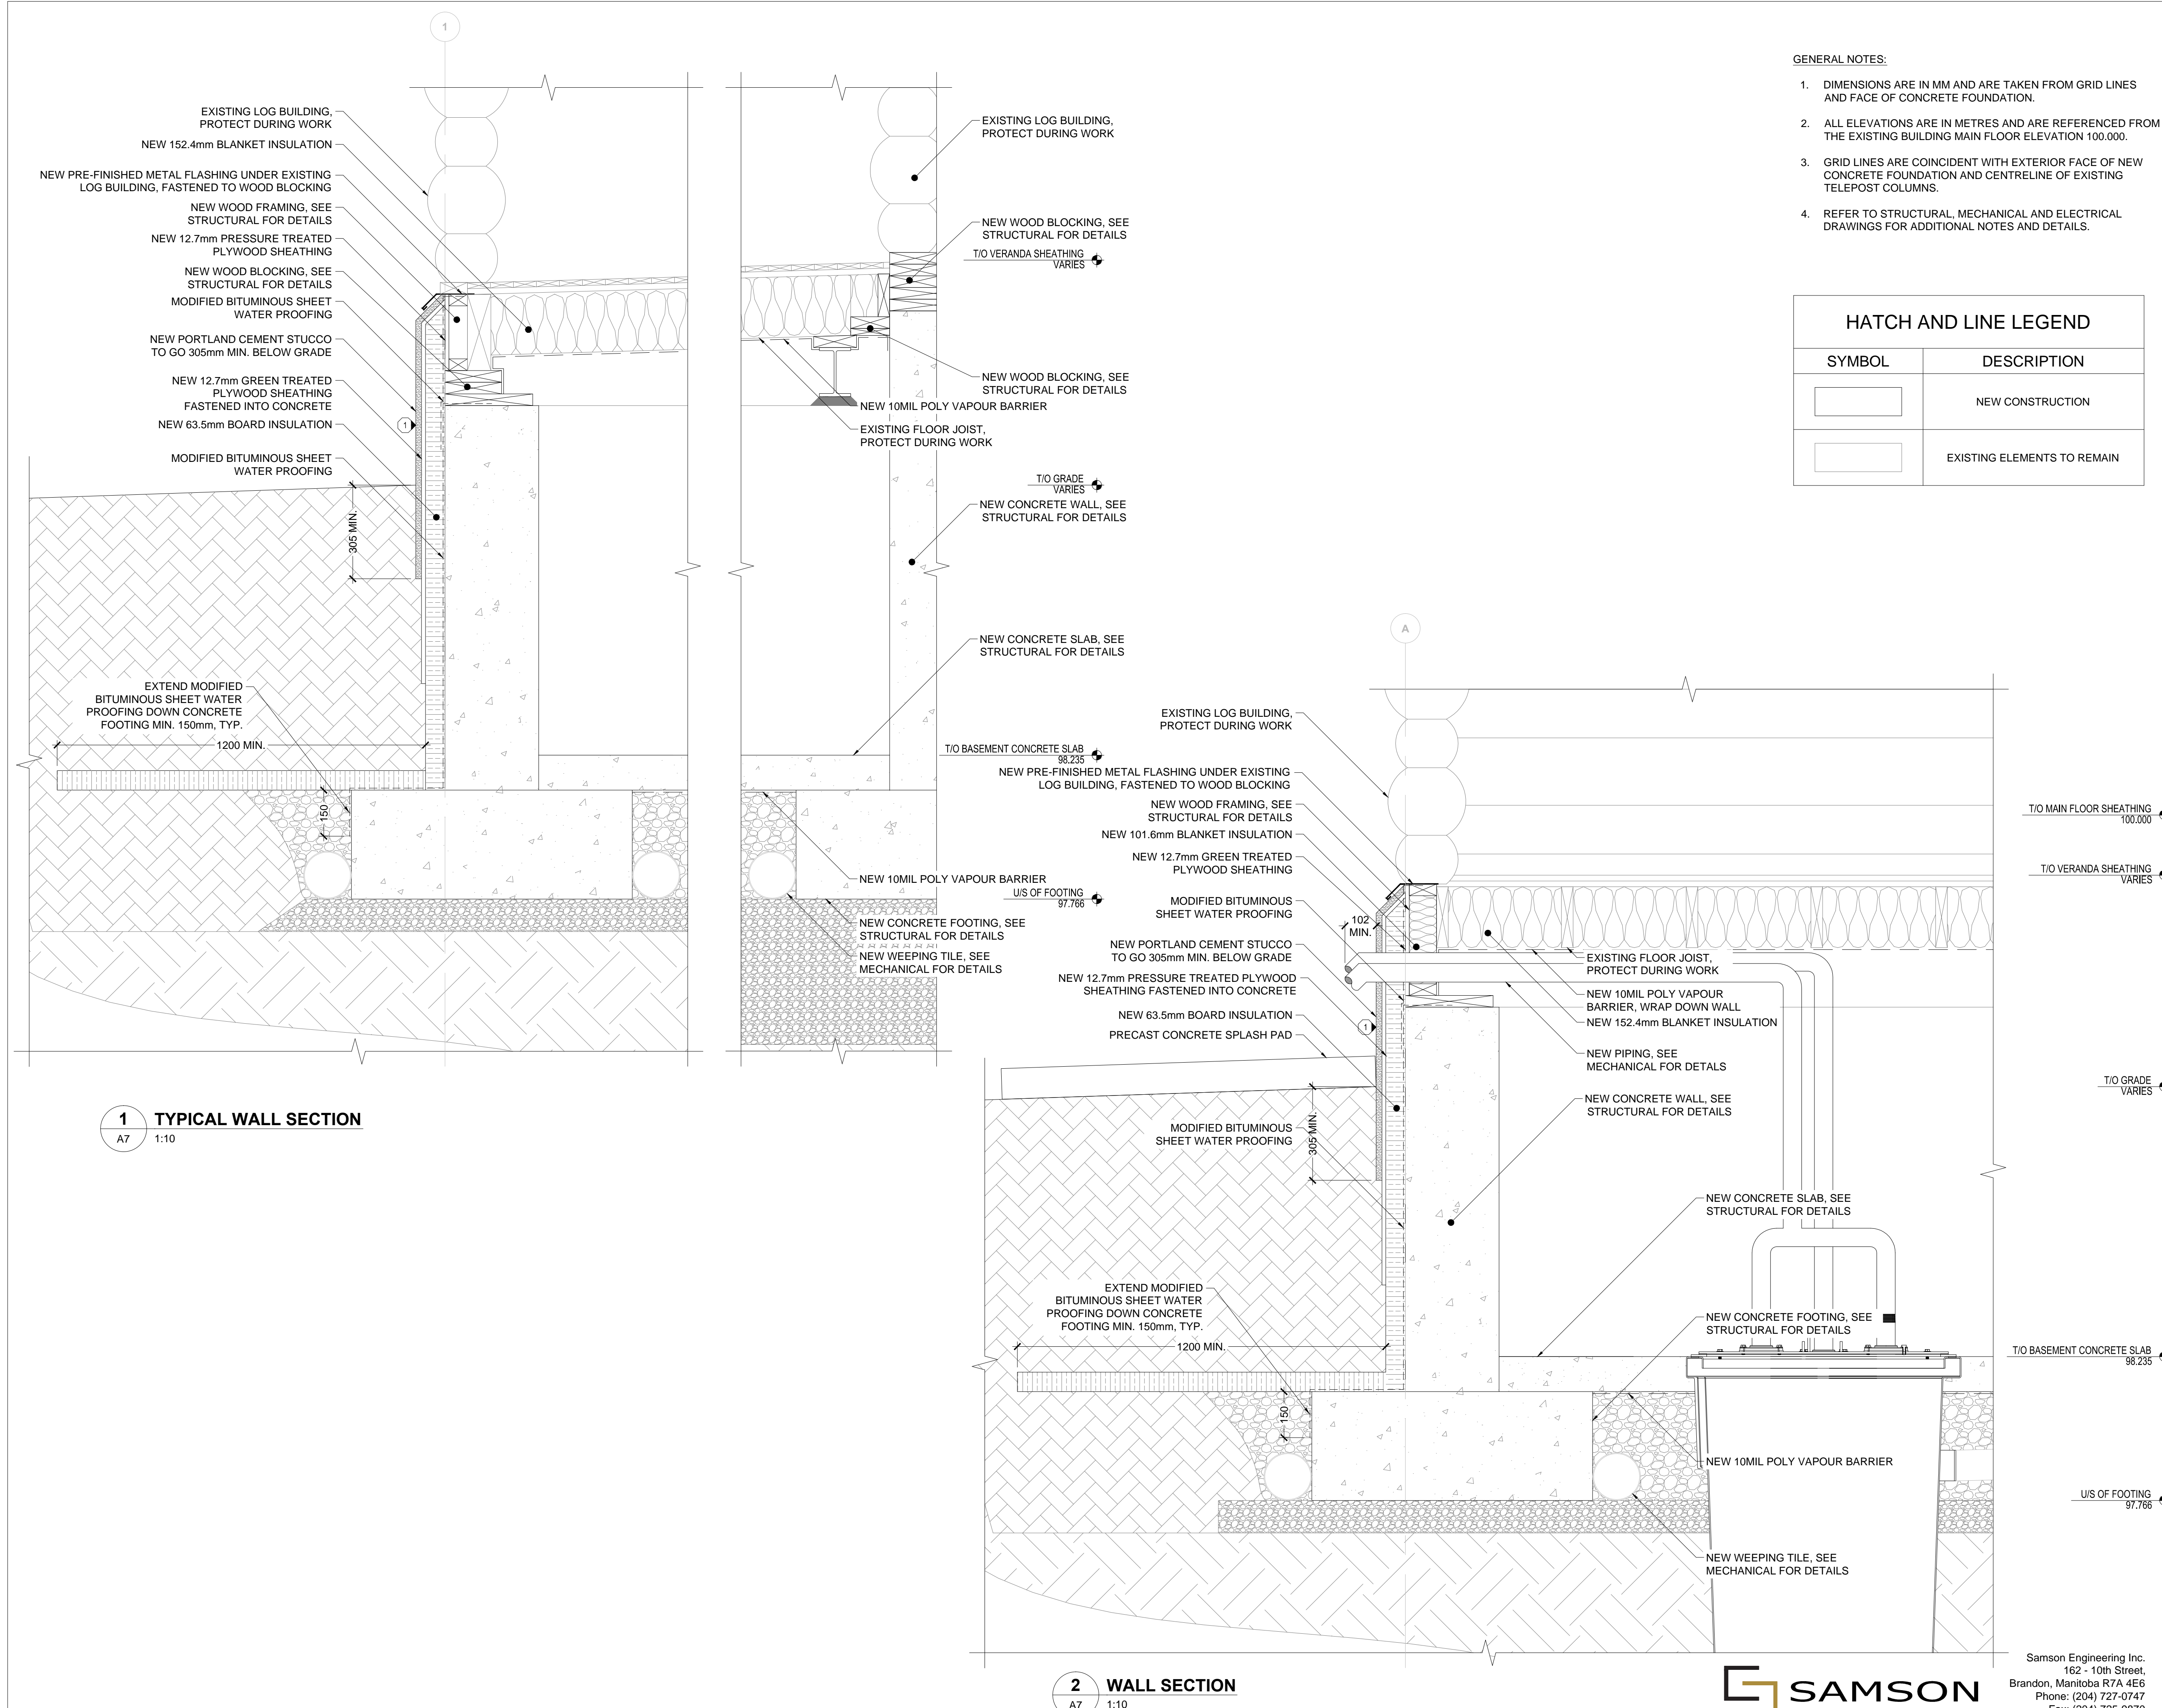 1
EXISTING LOG BUILDING,
PROTECT DURING WORK
NEW 152.4mm BLANKET INSULATION
NEW PRE-FINISHED METAL FLASHING UNDER EXISTING
LOG BUILDING, FASTENED TO WOOD BLOCKING
NEW WOOD FRAMING, SEE
STRUCTURAL FOR DETAILS
NEW 12.7mm PRESSURE TREATED
PLYWOOD SHEATHING
NEW WOOD BLOCKING, SEE
STRUCTURAL FOR DETAILS
MODIFIED BITUMINOUS SHEET
WATER PROOFING
NEW PORTLAND CEMENT STUCCO
TO GO 305mm MIN. BELOW GRADE
NEW 12.7mm GREEN TREATED
PLYWOOD SHEATHING
FASTENED INTO CONCRETE
1
NEW 63.5mm BOARD INSULATION
MODIFIED BITUMINOUS SHEET
WATER PROOFING
305 MIN.
EXTEND MODIFIED
BITUMINOUS SHEET WATER
PROOFING DOWN CONCRETE
FOOTING MIN. 150mm, TYP.
1200 MIN.
150
EXISTING LOG BUILDING,
PROTECT DURING WORK
NEW WOOD BLOCKING, SEE
STRUCTURAL FOR DETAILS
T/O VERANDA SHEATHING
VARIES
NEW WOOD BLOCKING, SEE
STRUCTURAL FOR DETAILS
NEW 10MIL POLY VAPOUR BARRIER
EXISTING FLOOR JOIST,
PROTECT DURING WORK
T/O GRADE
VARIES
NEW CONCRETE WALL, SEE
STRUCTURAL FOR DETAILS
NEW CONCRETE SLAB, SEE
STRUCTURAL FOR DETAILS
T/O BASEMENT CONCRETE SLAB
98.235
NEW 10MIL POLY VAPOUR BARRIER
U/S OF FOOTING
97.766
NEW CONCRETE FOOTING, SEE
STRUCTURAL FOR DETAILS
NEW WEEPING TILE, SEE
MECHANICAL FOR DETAILS
1
A7
TYPICAL WALL SECTION
1:10
GENERAL NOTES:
1. DIMENSIONS ARE IN MM AND ARE TAKEN FROM GRID LINES
AND FACE OF CONCRETE FOUNDATION.
2. ALL ELEVATIONS ARE IN METRES AND ARE REFERENCED FROM
THE EXISTING BUILDING MAIN FLOOR ELEVATION 100.000.
3. GRID LINES ARE COINCIDENT WITH EXTERIOR FACE OF NEW
CONCRETE FOUNDATION AND CENTRELINE OF EXISTING
TELEPOST COLUMNS.
4. REFER TO STRUCTURAL, MECHANICAL AND ELECTRICAL
DRAWINGS FOR ADDITIONAL NOTES AND DETAILS.
HATCH AND LINE LEGEND
SYMBOL DESCRIPTION
NEW CONSTRUCTION
EXISTING ELEMENTS TO REMAIN
A
EXISTING LOG BUILDING,
PROTECT DURING WORK
NEW PRE-FINISHED METAL FLASHING UNDER EXISTING
LOG BUILDING, FASTENED TO WOOD BLOCKING
NEW WOOD FRAMING, SEE
STRUCTURAL FOR DETAILS
NEW 101.6mm BLANKET INSULATION
NEW 12.7mm GREEN TREATED
PLYWOOD SHEATHING
MODIFIED BITUMINOUS
SHEET WATER PROOFING
102
MIN.
NEW PORTLAND CEMENT STUCCO
TO GO 305mm MIN. BELOW GRADE
NEW 12.7mm PRESSURE TREATED PLYWOOD
SHEATHING FASTENED INTO CONCRETE
NEW 63.5mm BOARD INSULATION
1
PRECAST CONCRETE SPLASH PAD
MODIFIED BITUMINOUS
SHEET WATER PROOFING
305 MIN.
EXTEND MODIFIED
BITUMINOUS SHEET WATER
PROOFING DOWN CONCRETE
FOOTING MIN. 150mm, TYP.
1200 MIN.
150
EXISTING FLOOR JOIST,
PROTECT DURING WORK
NEW 10MIL POLY VAPOUR
BARRIER, WRAP DOWN WALL
NEW 152.4mm BLANKET INSULATION
NEW PIPING, SEE
MECHANICAL FOR DETALS
NEW CONCRETE WALL, SEE
STRUCTURAL FOR DETAILS
NEW CONCRETE SLAB, SEE
STRUCTURAL FOR DETAILS
NEW CONCRETE FOOTING, SEE
STRUCTURAL FOR DETAILS
NEW 10MIL POLY VAPOUR BARRIER
NEW WEEPING TILE, SEE
MECHANICAL FOR DETAILS
T/O MAIN FLOOR SHEATHING
100.000
T/O VERANDA SHEATHING
VARIES
T/O GRADE
VARIES
T/O BASEMENT CONCRETE SLAB
98.235
U/S OF FOOTING
97.766
2
A7
WALL SECTION
1:10
SAMSON
Samson Engineering Inc.
162 - 10th Street,
Brandon, Manitoba R7A 4E6
Phone: (204) 727-0747